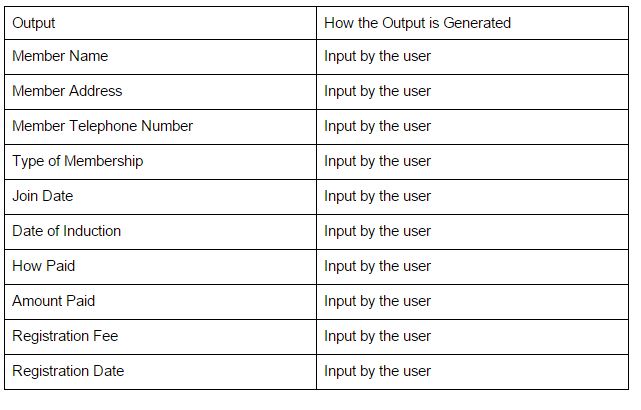 Output How the Output is Generated
Member Name Input by the user
Member Address Input by the user
Member Telephone Number Input by the user
Type of Membership Input by the user
Join Date Input by the user
Date of Induction Input by the user
How Paid Input by the user
Amount Paid Input by the user
Registration Fee Input by the user
Registration Date Input by the user